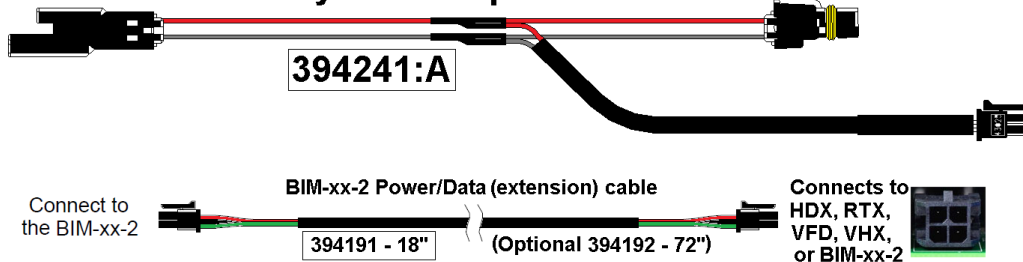 394241:A
BIM-xx-2 Power/Data (extension) cable
Connect to
the BIM-xx-2
394191 - 18"
(Optional 394192 - 72")
Connects to
HDX, RTX,
VFD, VHX,
or BIM-xx-2